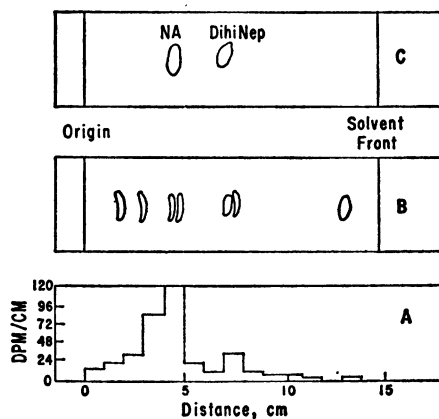 NA DihiNep
C
Origin
Solvent
Front
B
120
96
72
48
24
0
DPM/CM
A
0 5 10 15
Distance, cm